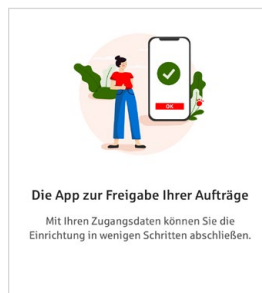 OK
Die App zur Freigabe Ihrer Aufträge
Mit Ihren Zugangsdaten können Sie die
Einrichtung in wenigen Schritten abschließen.